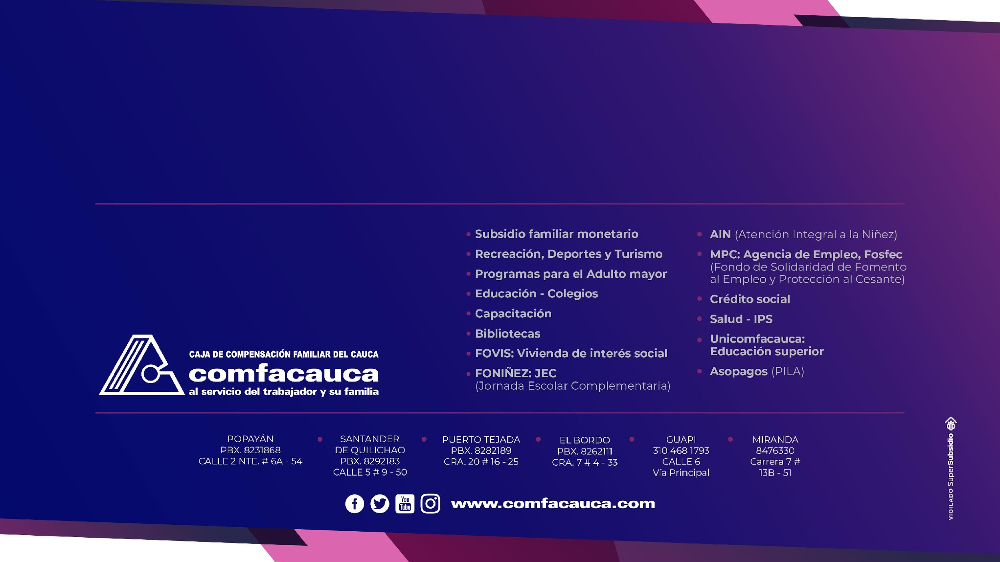 Subsidio familiar monetario
Recreación, Deportes y Turismo
Programas para el Adulto mayor
Educación - Colegios
Capacitación
Bibliotecas
FOVIS: Vivienda de interés social
FONIÑEZ: JEC
(Jornada Escolar Complementaria)
AIN (Atención Integral a la Niñez)
MPC: Agencia de Empleo, Fosfec
(Fondo de Solidaridad de Fomento
al Empleo y Protección al Cesante)
Crédito social
Salud - IPS
Unicomfacauca:
Educación superior
Asopagos (PILA)
CAJA DE COMPENSACIÓN FAMILIAR DEL CAUCA
comfacauca
al servicio del trabajador y su familia
POPAYÁN
PBX. 8231868
CALLE 2 NTE. # 6A - 54
SANTANDER
DE QUILICHAO
PBX. 8292183
CALLE 5 # 9 - 50
PUERTO TEJADA
PBX. 8282189
CRA. 20 # 16 - 25
EL BORDO
PBX. 8262111
CRA. 7 # 4 - 33
GUAPI
310 468 1793
CALLE 6
Vía Principal
MIRANDA
8476330
Carrera 7 #
13B - 51
You
Tube
www.comfacauca.com
VIGILADO SuperSubsidio